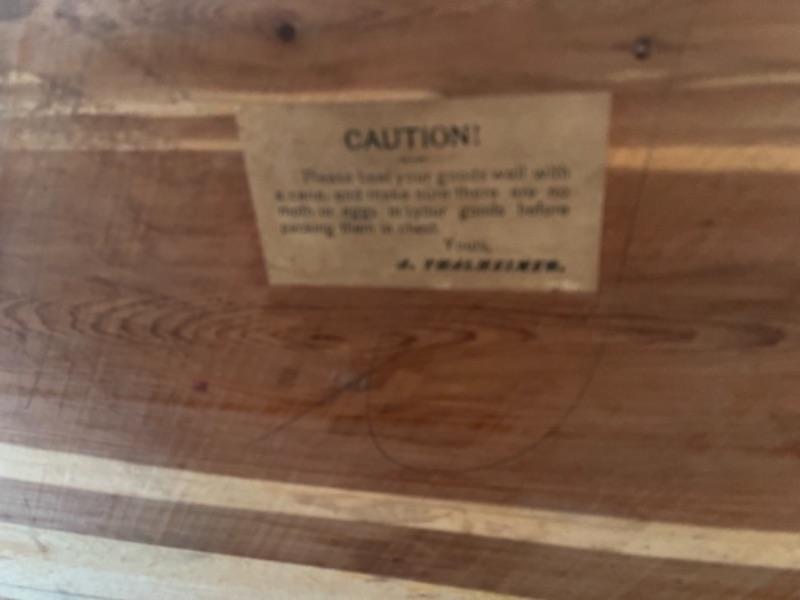 CAUTION!
Please beat your goods well with
a cane, and make sure there are no
moth or eggs in your goods before
packing them in chest.
Yours,
J. THALHEIMER.